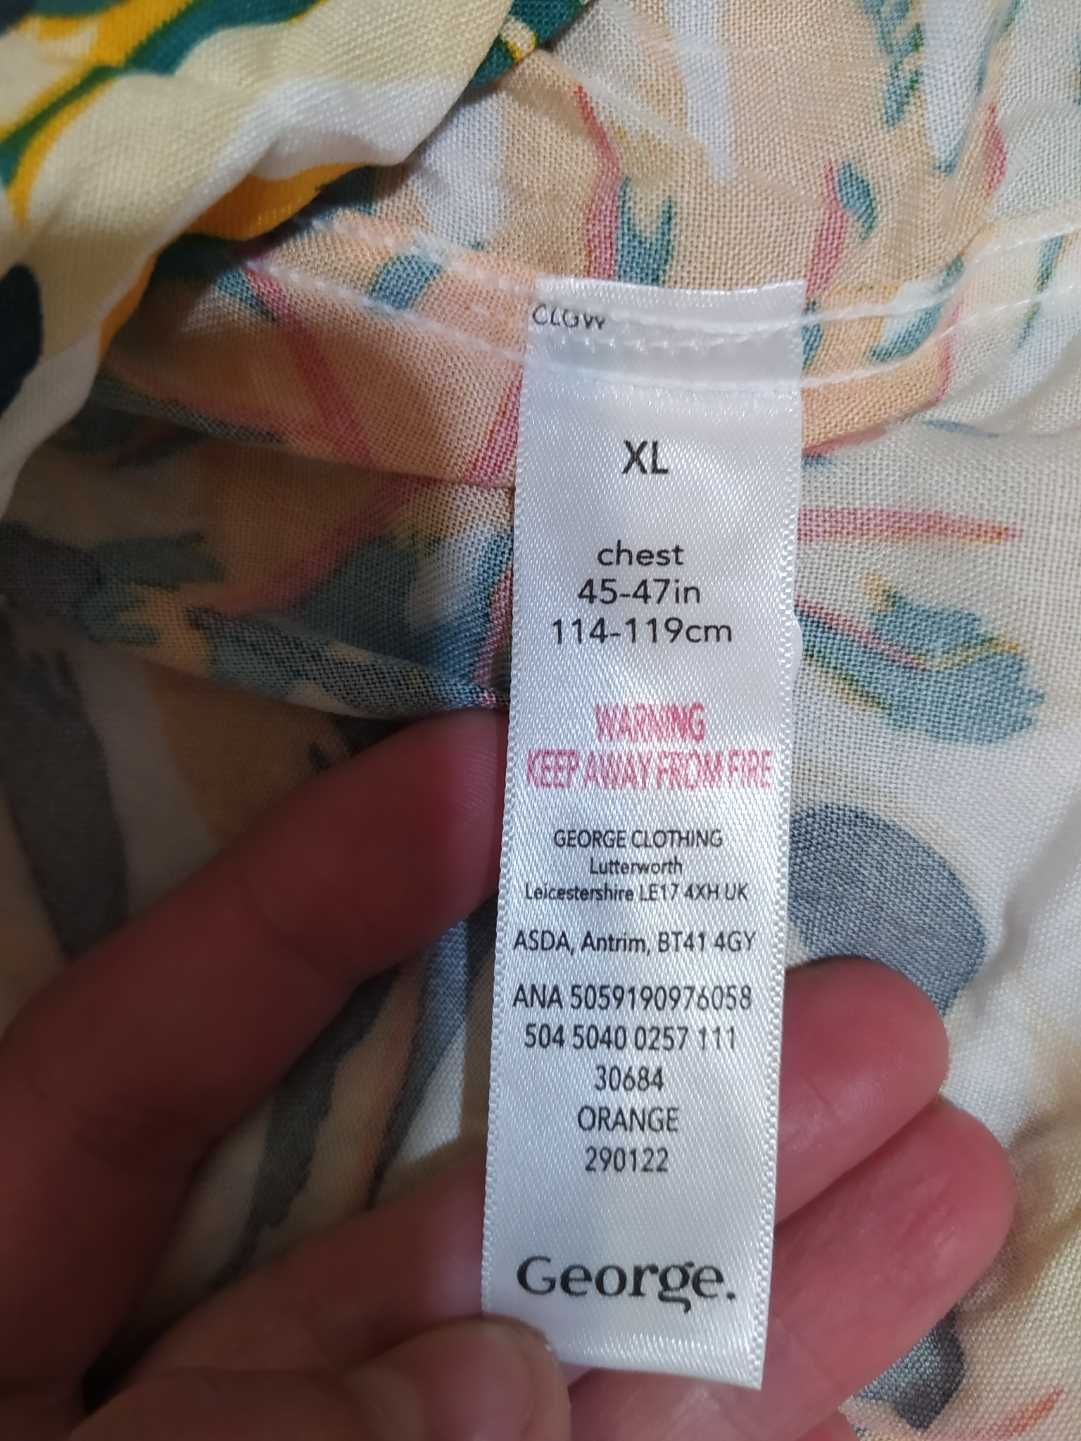 CLGW
XL
chest
45-47in
114-119cm
WARNING
KEEP AWAY FROM FIRE
GEORGE CLOTHING
Lutterworth
Leicestershire LE17 4XH UK
ASDA, Antrim, BT41 4GY
ANA 5059190976058
504 5040 0257 111
30684
ORANGE
290122
George.